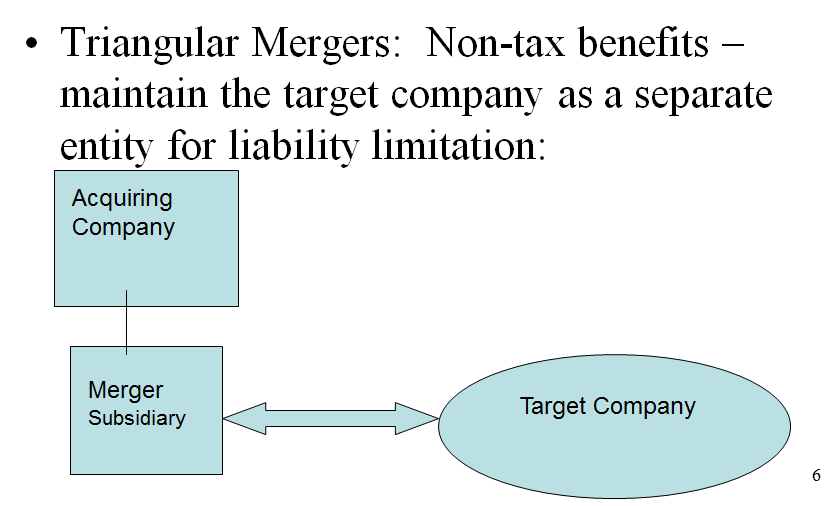 • Triangular Mergers:  Non-tax benefits –
maintain the target company as a separate
entity for liability limitation:
Acquiring
Company
Merger
Subsidiary
Target Company
6